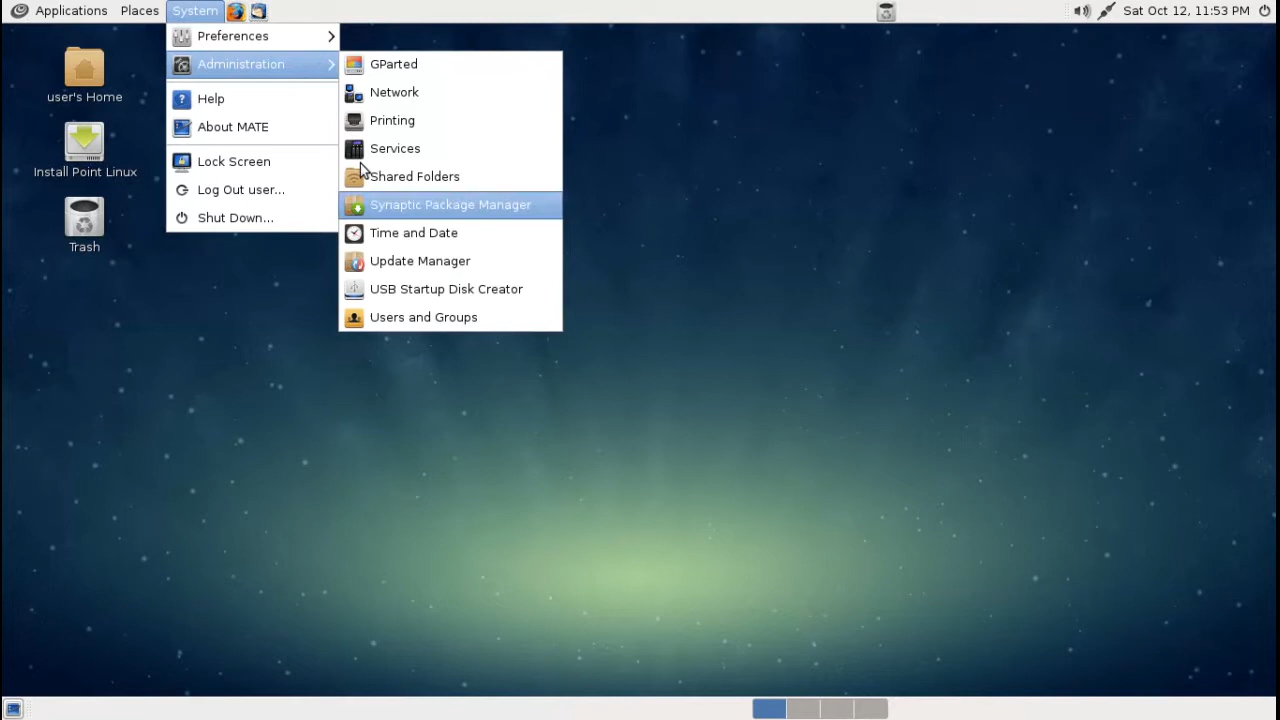 Applications Places System
Sat Oct 12, 11:53 PM
Preferences
Administration
Help
About MATE
Lock Screen
Log Out user...
Shut Down...
GParted
Network
Printing
Services
Shared Folders
Synaptic Package Manager
Time and Date
Update Manager
USB Startup Disk Creator
Users and Groups
user's Home
Install Point Linux
Trash